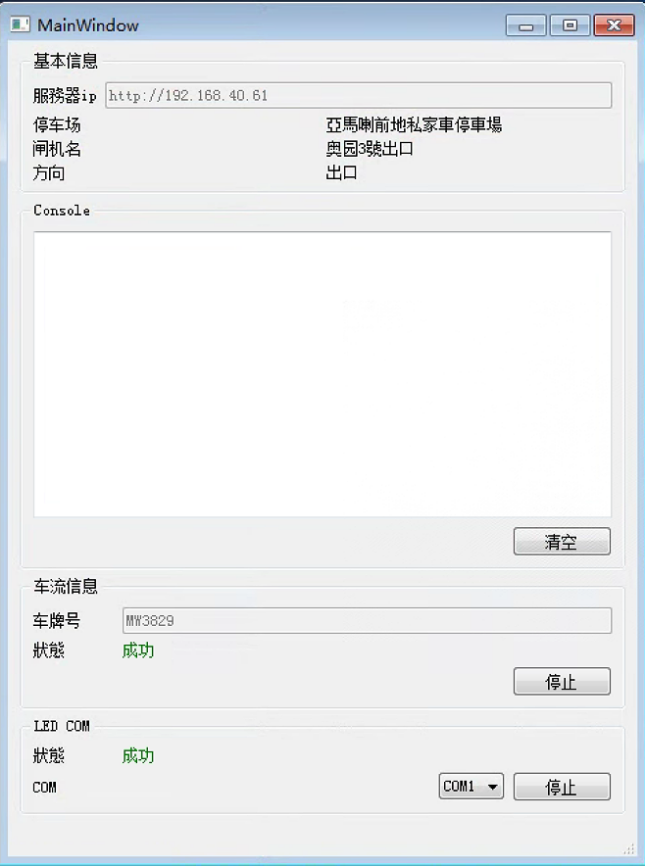 MainWindow
基本信息
服務器ip http://192.168.40.61
停车场 亞馬喇前地私家車停車場
闸机名 奥园3號出口
方向 出口
Console
清空
车流信息
车牌号 MW3829
狀態 成功
停止
LED COM
狀態 成功
COM COM1 停止